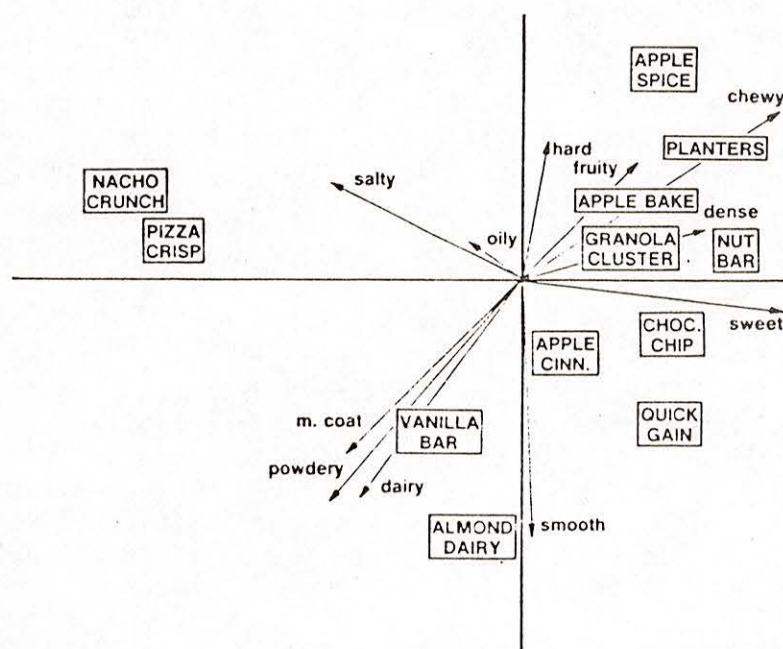 APPLE
SPICE
chewy
hard
PLANTERS
fruity
salty
NACHO
CRUNCH
APPLE BAKE
dense
PIZZA
CRISP
oily
GRANOLA
CLUSTER
NUT
BAR
sweet
CHOC.
CHIP
APPLE
CINN.
m. coat
VANILLA
BAR
QUICK
GAIN
powdery
dairy
ALMOND
DAIRY
smooth